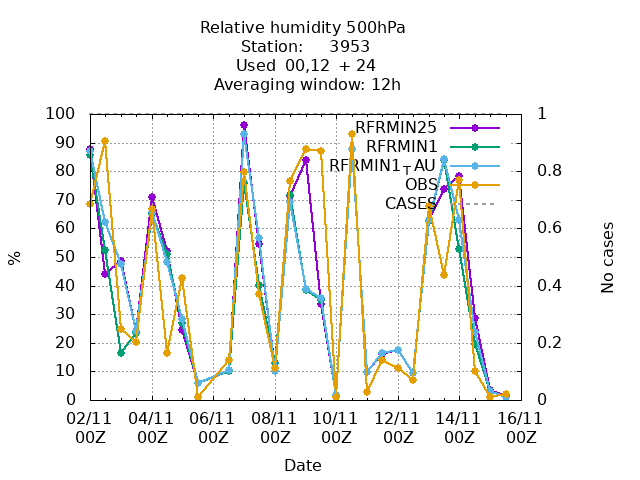 Relative humidity 500hPa
Station: 3953
Used 00,12 + 24
Averaging window: 12h
100
90
80
70
60
50
40
30
20
10
0
%
1
0.8
0.6
0.4
0.2
0
No cases
RFRMIN25
RFRMIN1
RFRMIN1TAU
OBS
CASES
02/11 04/11 06/11 08/11 10/11 12/11 14/11 16/11
00Z 00Z 00Z 00Z 00Z 00Z 00Z 00Z
Date